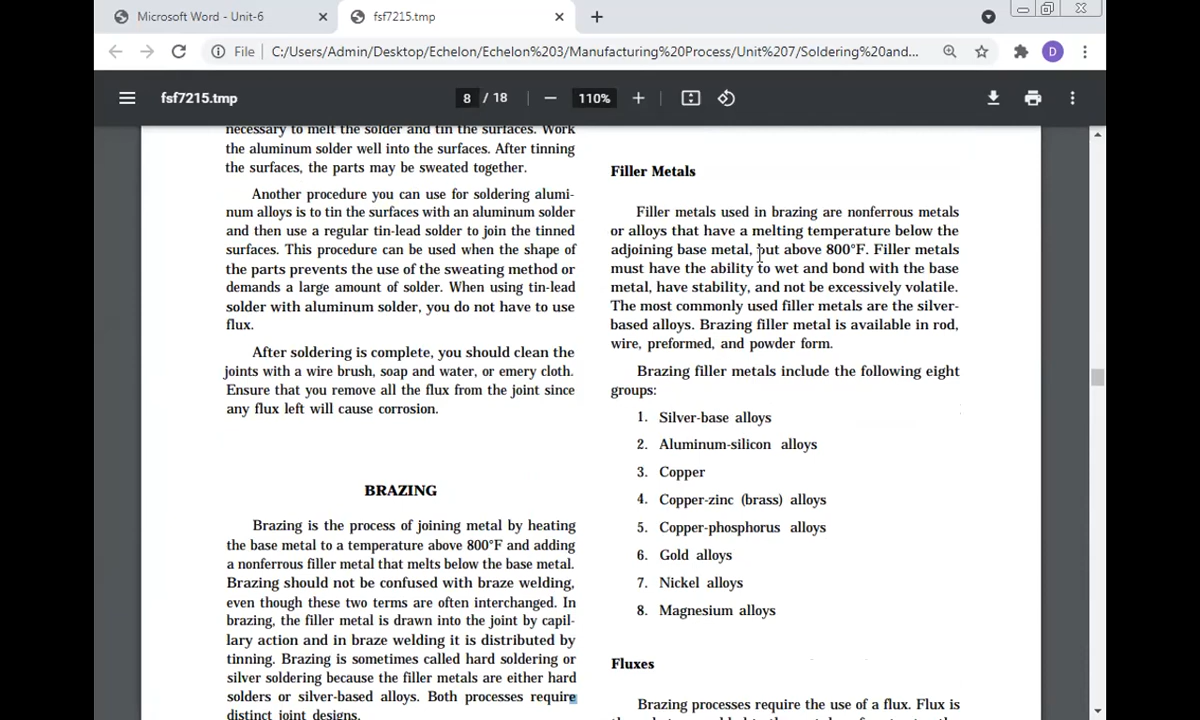 Microsoft Word - Unit-6
fsf7215.tmp
File
C:/Users/Admin/Desktop/Echelon/Echelon%203/Manufacturing%20Process/Unit%207/Soldering%20and...
D
fsf7215.tmp
8 / 18
110%
necessary to melt the solder and tin the surfaces. Work
the aluminum solder well into the surfaces. After tinning
the surfaces, the parts may be sweated together.
Another procedure you can use for soldering alumi-
num alloys is to tin the surfaces with an aluminum solder
and then use a regular tin-lead solder to join the tinned
surfaces. This procedure can be used when the shape of
the parts prevents the use of the sweating method or
demands a large amount of solder. When using tin-lead
solder with aluminum solder, you do not have to use
flux.
After soldering is complete, you should clean the
joints with a wire brush, soap and water, or emery cloth.
Ensure that you remove all the flux from the joint since
any flux left will cause corrosion.
BRAZING
Brazing is the process of joining metal by heating
the base metal to a temperature above 800°F and adding
a nonferrous filler metal that melts below the base metal.
Brazing should not be confused with braze welding,
even though these two terms are often interchanged. In
brazing, the filler metal is drawn into the joint by capil-
lary action and in braze welding it is distributed by
tinning. Brazing is sometimes called hard soldering or
silver soldering because the filler metals are either hard
solders or silver-based alloys. Both processes require
distinct joint designs.
Filler Metals
Filler metals used in brazing are nonferrous metals
or alloys that have a melting temperature below the
adjoining base metal, but above 800°F. Filler metals
must have the ability to wet and bond with the base
metal, have stability, and not be excessively volatile.
The most commonly used filler metals are the silver-
based alloys. Brazing filler metal is available in rod,
wire, preformed, and powder form.
Brazing filler metals include the following eight
groups:
1. Silver-base alloys
2. Aluminum-silicon alloys
3. Copper
4. Copper-zinc (brass) alloys
5. Copper-phosphorus alloys
6. Gold alloys
7. Nickel alloys
8. Magnesium alloys
Fluxes
Brazing processes require the use of a flux. Flux is